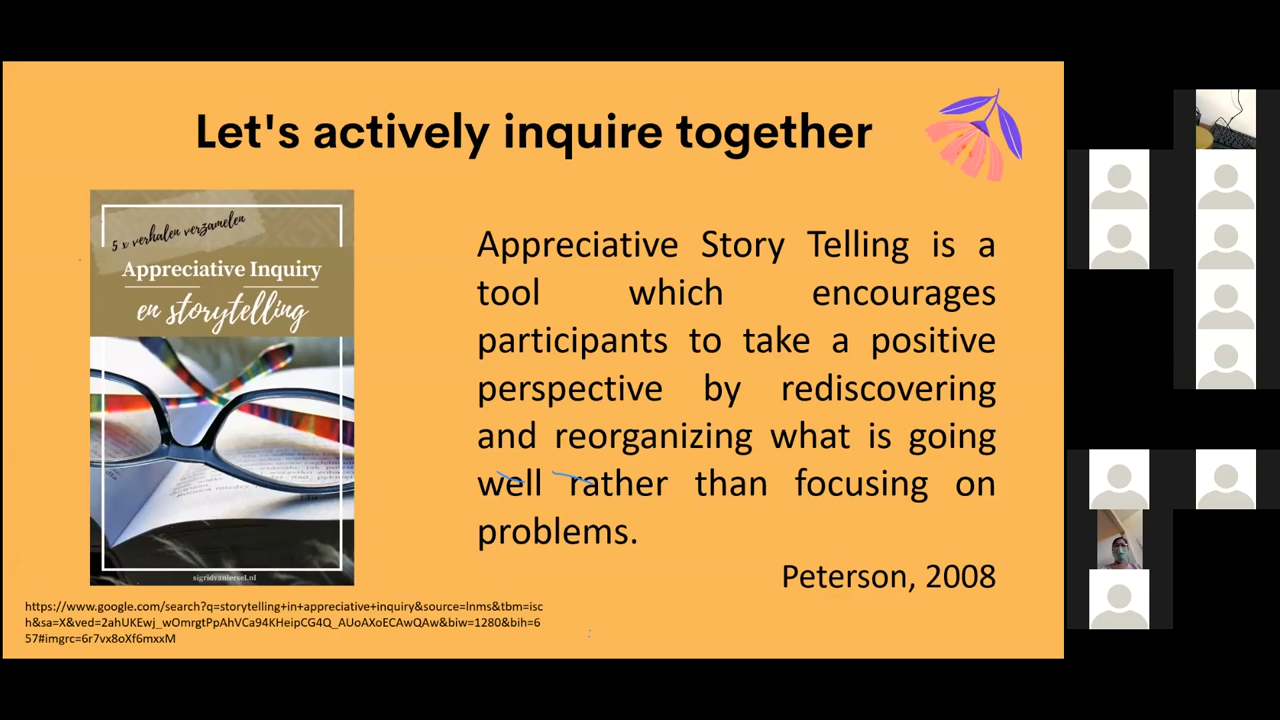 Let's actively inquire together
5 x verhalen verzamelen
Appreciative Inquiry
en storytelling
sigridvaniersel.nl
Appreciative Story Telling is a
tool which encourages
participants to take a positive
perspective by rediscovering
and reorganizing what is going
well rather than focusing on
problems.
Peterson, 2008
https://www.google.com/search?q=storytelling+in+appreciative+inquiry&source=lnms&tbm=isc
h&sa=X&ved=2ahUKEwj_wOmrgtPpAhVCa94KHeipCG4Q_AUoAXoECAwQAw&biw=1280&bih=6
57#imgrc=6r7vx8oXf6mxxM